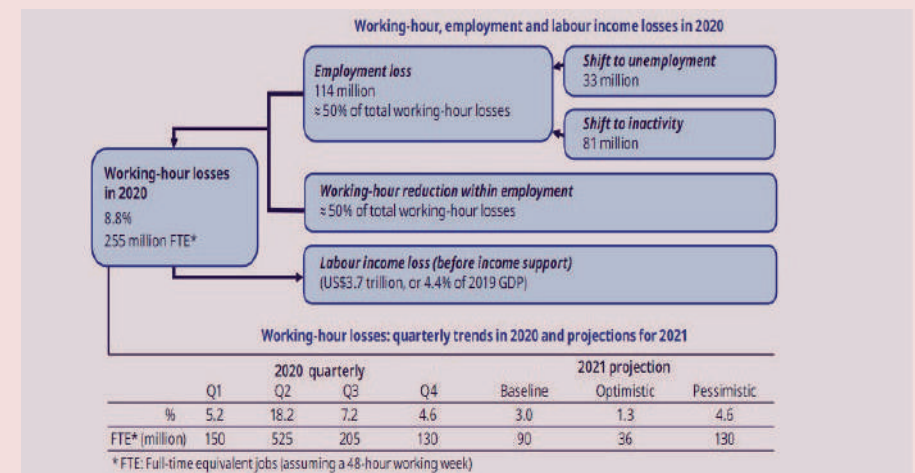 Working-hour, employment and labour income losses in 2020
Employment loss
114 million
≈ 50% of total working-hour losses
Shift to unemployment
33 million
Shift to inactivity
81 million
Working-hour losses
in 2020
8.8%
255 million FTE*
Working-hour reduction within employment
≈ 50% of total working-hour losses
Labour income loss (before income support)
(US$3.7 trillion, or 4.4% of 2019 GDP)
Working-hour losses: quarterly trends in 2020 and projections for 2021
2020 quarterly 2021 projection
Q1 Q2 Q3 Q4 Baseline Optimistic Pessimistic
% 5.2 18.2 7.2 4.6 3.0 1.3 4.6
FTE* (million) 150 525 205 130 90 36 130
* FTE: Full-time equivalent jobs (assuming a 48-hour working week)